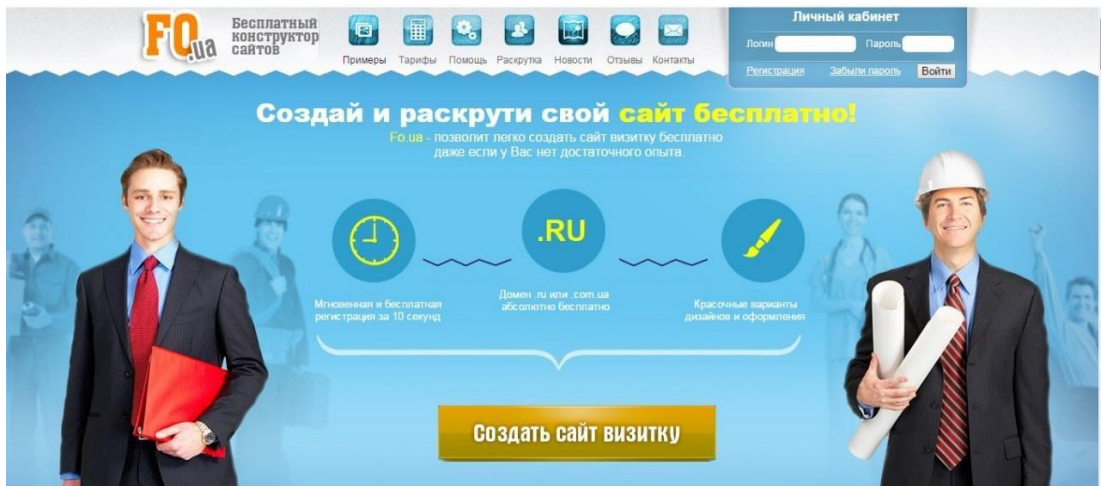 FO.ua
Бесплатный
конструктор
сайтов
Примеры Тарифы Помощь Раскрутка Новости Отзывы Контакты
Личный кабинет
Логин Пароль
Регистрация Забыли пароль Войти
Создай и раскрути свой сайт бесплатно!
Fo.ua - позволит легко создать сайт визитку бесплатно
даже если у Вас нет достаточного опыта.
.RU
Мгновенная и бесплатная
регистрация за 10 секунд
Домен .ru или .com.ua
абсолютно бесплатно
Красочные варианты
дизайнов и оформления
Создать сайт визитку